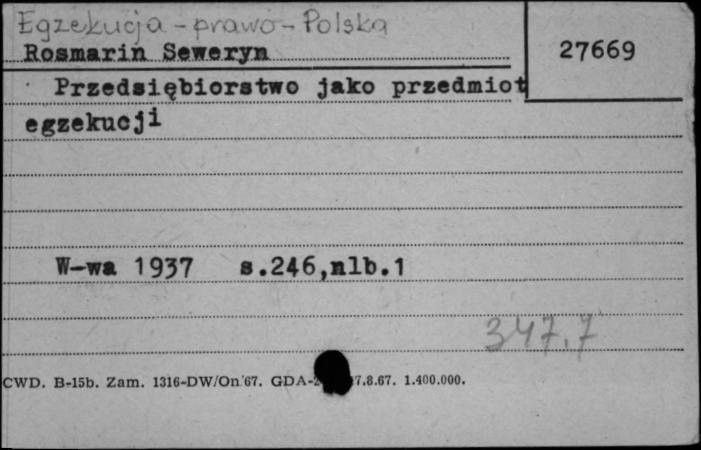 Egzekucja - prawo - Polska
Rosmarin Seweryn
27669
Przedsiębiorstwo jako przedmiot
egzekucji
W-wa 1937 s.246,nlb.1
347.7
CWD. B-15b. Zam. 1316-DW/On 67. GDA- 7.8.67. 1.400.000.